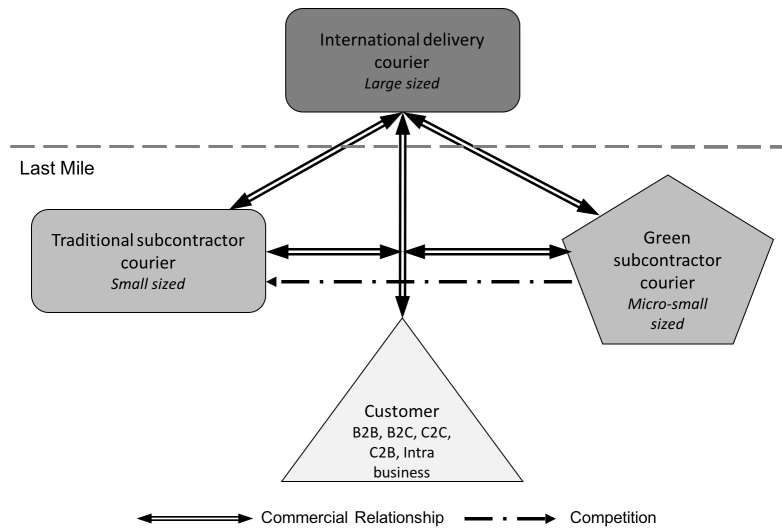 International delivery
courier
Large sized
Last Mile
Traditional subcontractor
courier
Small sized
Green
subcontractor
courier
Micro-small
sized
Customer
B2B, B2C, C2C,
C2B, Intra
business
Commercial Relationship
Competition